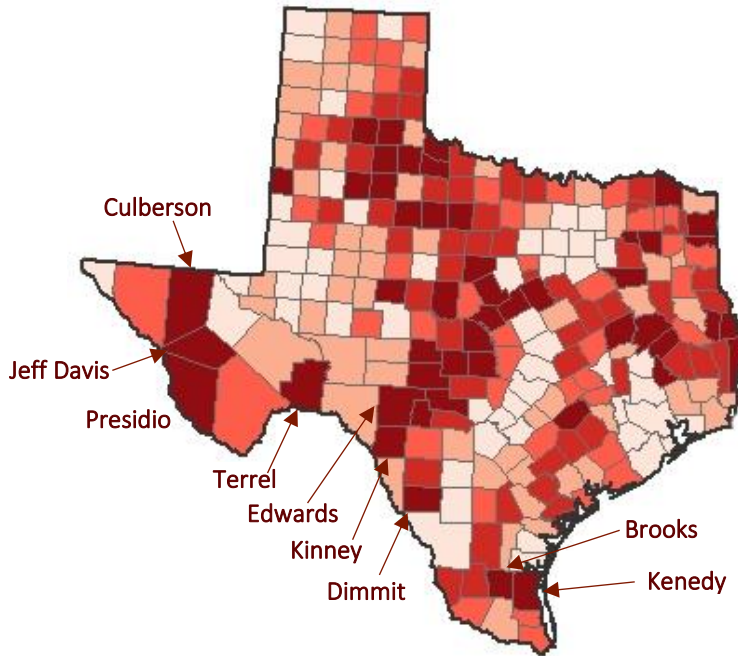 Culberson
Jeff Davis
Presidio
Terrel
Edwards
Kinney
Dimmit
Brooks
Kenedy